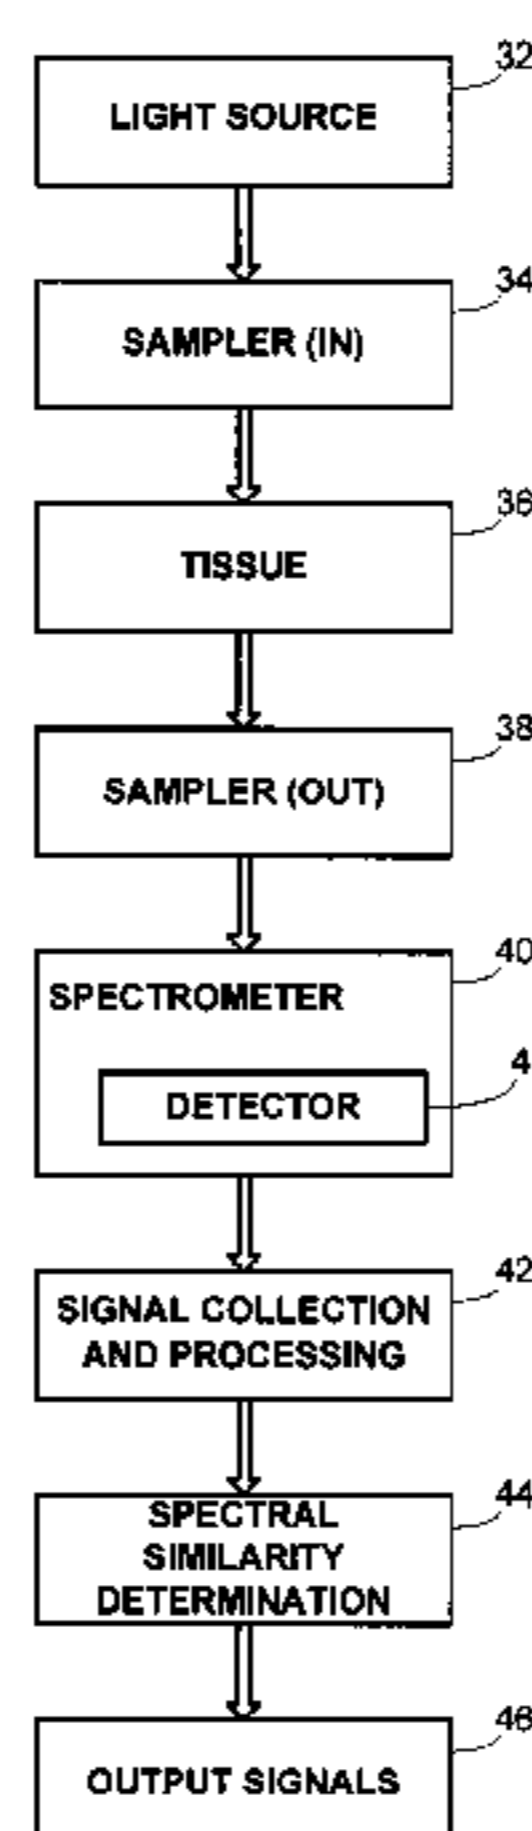 32
LIGHT SOURCE
34
SAMPLER (IN)
36
TISSUE
38
SAMPLER (OUT)
40
SPECTROMETER
4
DETECTOR
42
SIGNAL COLLECTION
AND PROCESSING
44
SPECTRAL
SIMILARITY
DETERMINATION
46
OUTPUT SIGNALS